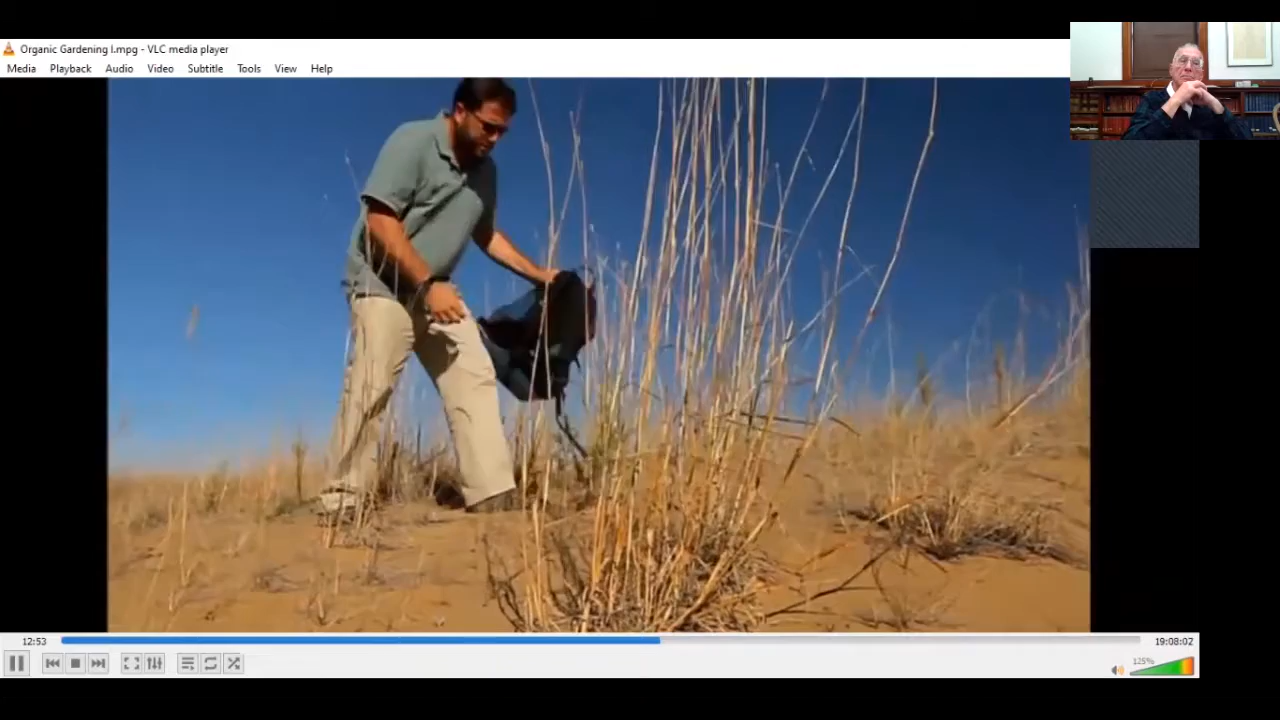 Organic Gardening I.mpg - VLC media player
Media Playback Audio Video Subtitle Tools View Help
12:53
19:08:02
125%